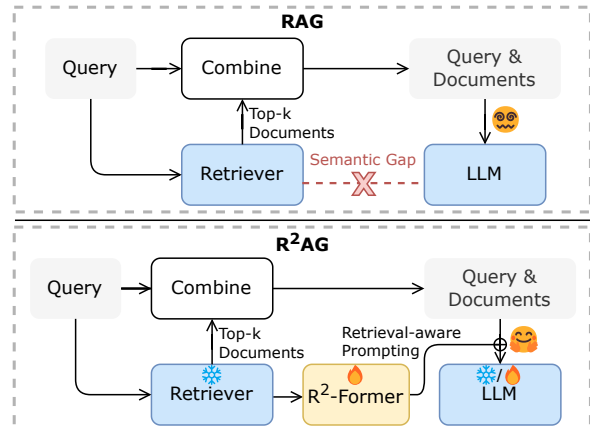 RAG
Query
Combine
Query &
Documents
Top-k
Documents
Retriever
Semantic Gap
X
LLM
R²AG
Query
Combine
Query &
Documents
Top-k
Documents
Retrieval-aware
Prompting
Retriever
R²-Former
/
LLM